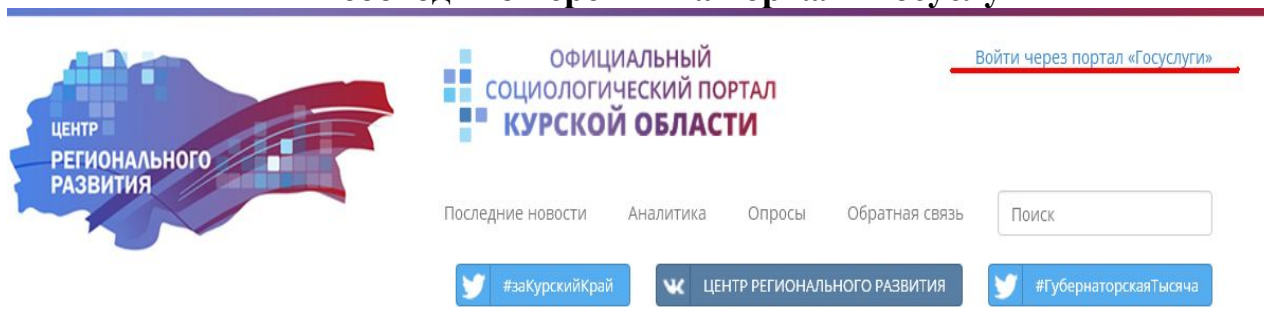 ЦЕНТР
РЕГИОНАЛЬНОГО
РАЗВИТИЯ
ОФИЦИАЛЬНЫЙ
СОЦИОЛОГИЧЕСКИЙ ПОРТАЛ
КУРСКОЙ ОБЛАСТИ
Войти через портал «Госуслуги»
Последние новости Аналитика Опросы Обратная связь Поиск
#заКурскийКрай ЦЕНТР РЕГИОНАЛЬНОГО РАЗВИТИЯ #ГубернаторскаяТысяча